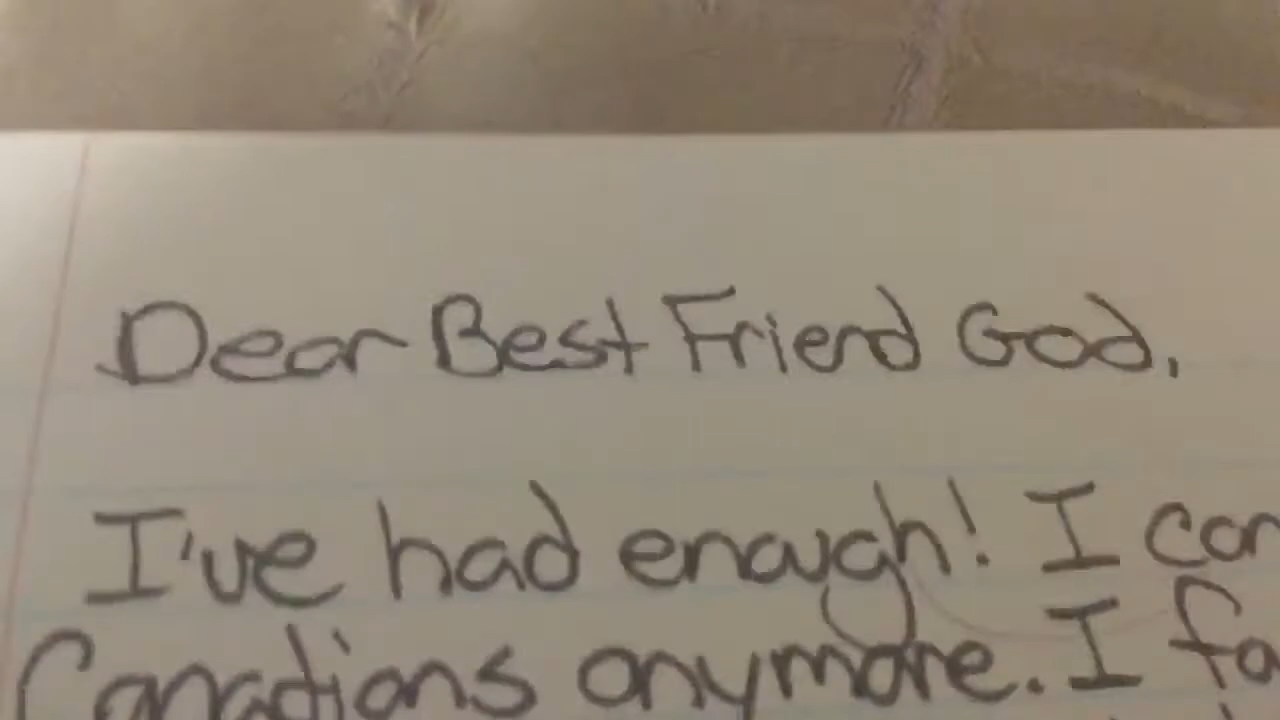 Dear Best Friend God,
I've had enough! I can
Canadians anymore. I fa